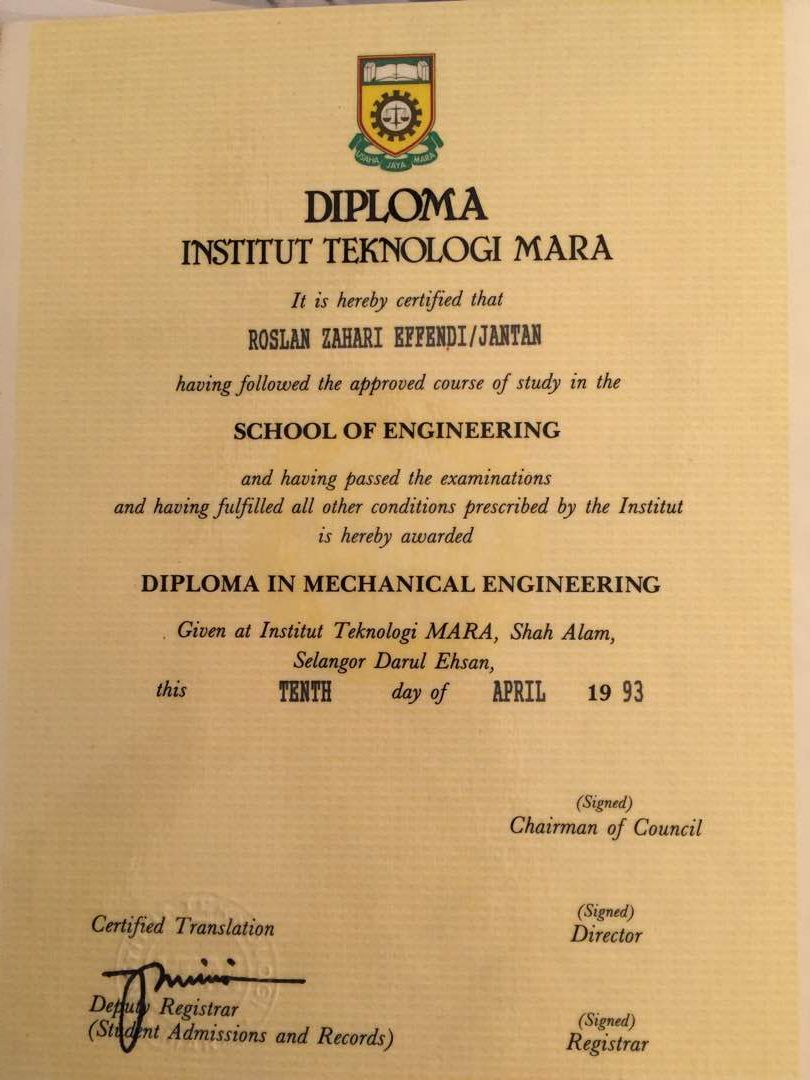 USAHA JAYA MARA
DIPLOMA
INSTITUT TEKNOLOGI MARA
It is hereby certified that
ROSLAN ZAHARI EFFENDI/JANTAN
having followed the approved course of study in the
SCHOOL OF ENGINEERING
and having passed the examinations
and having fulfilled all other conditions prescribed by the Institut
is hereby awarded
DIPLOMA IN MECHANICAL ENGINEERING
Given at Institut Teknologi MARA, Shah Alam,
Selangor Darul Ehsan,
this TENTH day of APRIL 19 93
(Signed)
Chairman of Council
Certified Translation
(Signed)
Director
Deputy Registrar
(Student Admissions and Records)
(Signed)
Registrar